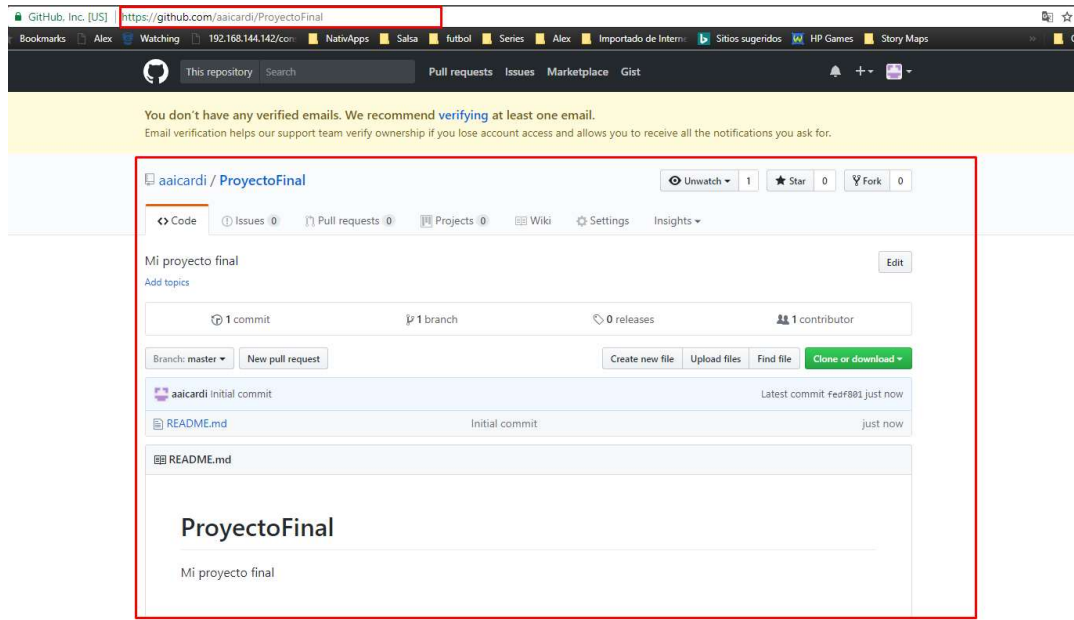 GitHub, Inc. [US] https://github.com/aaicardi/ProyectoFinal
Bookmarks Alex Watching 192.168.144.142/con NativApps Salsa futbol Series Alex Importado de Intern Sitios sugeridos HP Games Story Maps »
This repository Search Pull requests Issues Marketplace Gist
You don't have any verified emails. We recommend verifying at least one email.
Email verification helps our support team verify ownership if you lose account access and allows you to receive all the notifications you ask for.
aaicardi / ProyectoFinal Unwatch 1 Star 0 Fork 0
<> Code Issues 0 Pull requests 0 Projects 0 Wiki Settings Insights
Mi proyecto final Edit
Add topics
1 commit 1 branch 0 releases 1 contributor
Branch: master New pull request Create new file Upload files Find file Clone or download
aaicardi Initial commit Latest commit fedf801 just now
README.md Initial commit just now
README.md
ProyectoFinal
Mi proyecto final